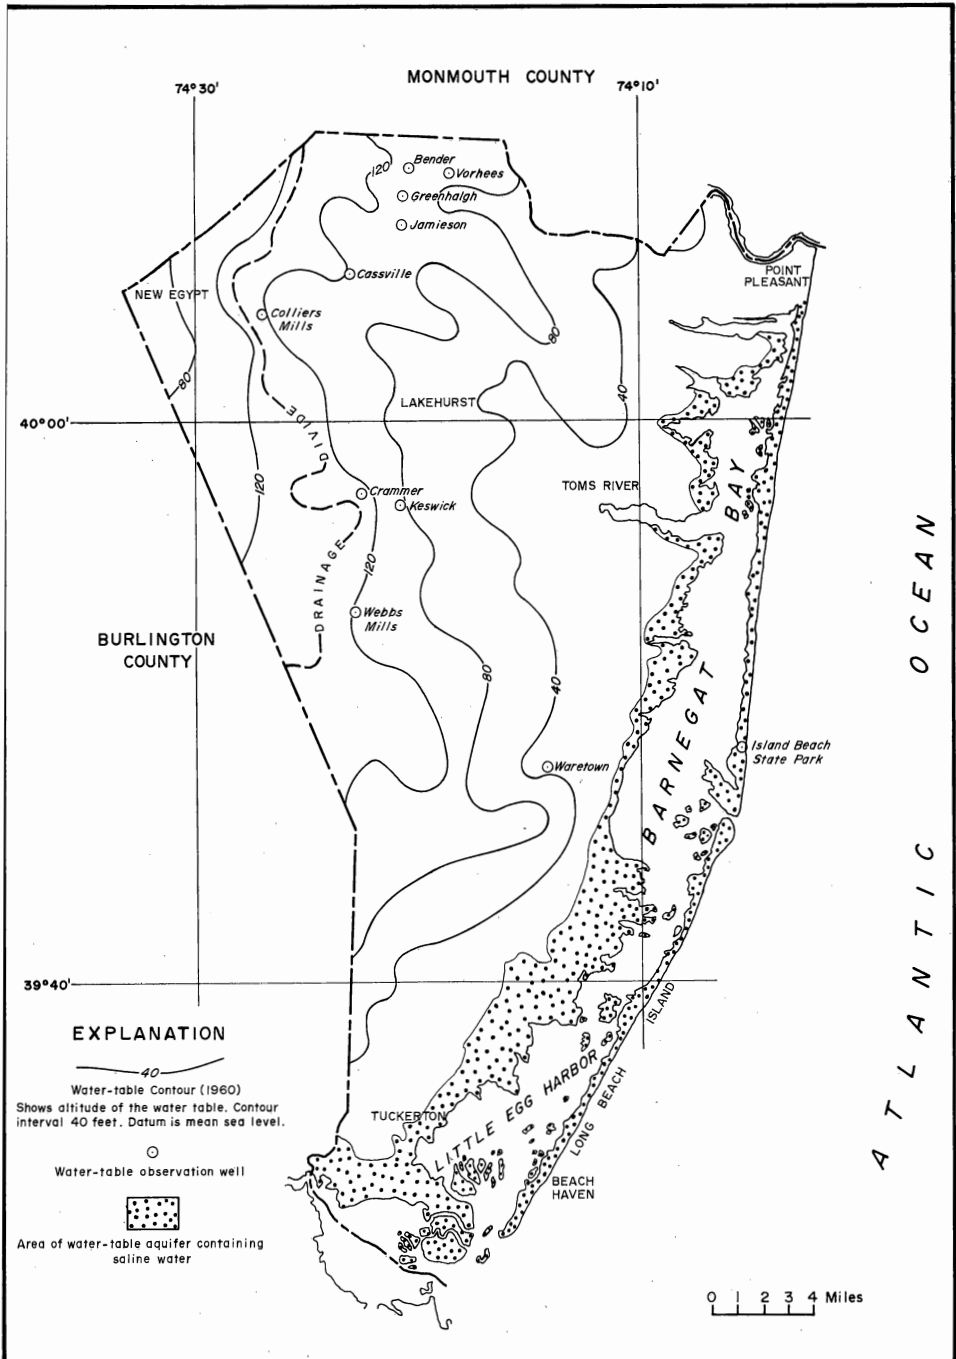 MONMOUTH COUNTY
74°30'
74°10'
120
Bender
Vorhees
Greenhalgh
Jamieson
Cassville
POINT
PLEASANT
NEW EGYPT
Colliers
Mills
80
80
40
LAKEHURST
40°00'
DRAINAGE DIVIDE
120
Crammer
Keswick
TOMS RIVER
120
Webbs
Mills
BURLINGTON
COUNTY
80
40
BARNEGAT BAY
ATLANTIC OCEAN
Island Beach
State Park
Waretown
39°40'
LONG BEACH ISLAND
LITTLE EGG HARBOR
TUCKERTON
BEACH
HAVEN
EXPLANATION
40
Water-table Contour (1960)
Shows altitude of the water table. Contour
interval 40 feet. Datum is mean sea level.
Water-table observation well
Area of water-table aquifer containing
saline water
0 1 2 3 4 Miles